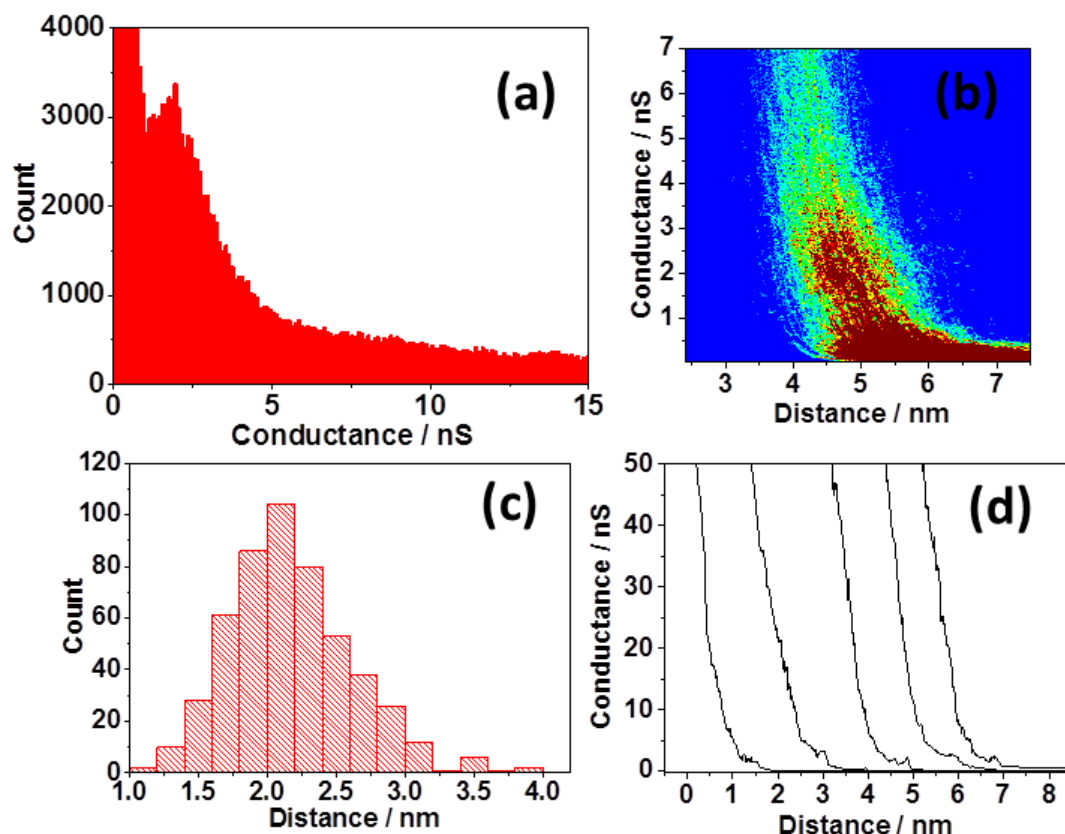 4000
3000
2000
1000
0
Count
(a)
0 5 10 15
Conductance / nS
7
6
5
4
3
2
1
Conductance / nS
(b)
3 4 5 6 7
Distance / nm
120
100
80
60
40
20
0
Count
(c)
1.0 1.5 2.0 2.5 3.0 3.5 4.0
Distance / nm
50
40
30
20
10
0
Conductance / nS
(d)
0 1 2 3 4 5 6 7 8
Distance / nm